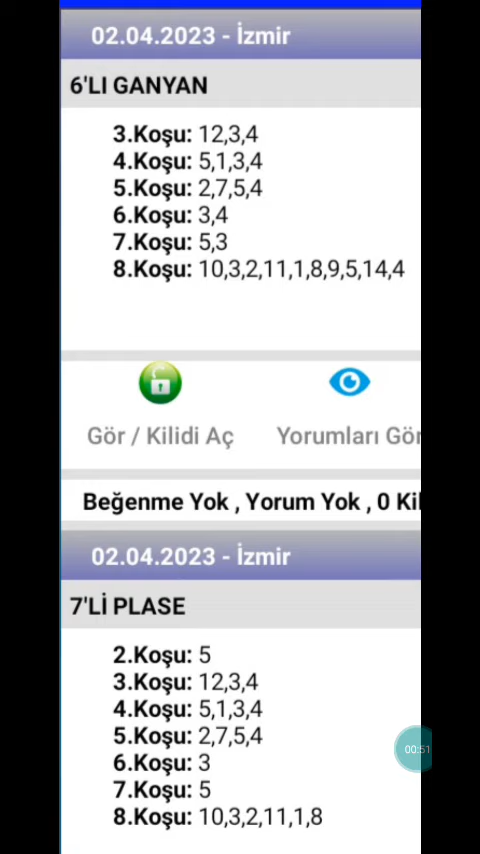 02.04.2023 - İzmir
6'LI GANYAN
3.Koşu: 12,3,4
4.Koşu: 5,1,3,4
5.Koşu: 2,7,5,4
6.Koşu: 3,4
7.Koşu: 5,3
8.Koşu: 10,3,2,11,1,8,9,5,14,4
Gör / Kilidi Aç Yorumları Gör
Beğenme Yok , Yorum Yok , 0 Kil
02.04.2023 - İzmir
7'Lİ PLASE
2.Koşu: 5
3.Koşu: 12,3,4
4.Koşu: 5,1,3,4
5.Koşu: 2,7,5,4
00:51
6.Koşu: 3
7.Koşu: 5
8.Koşu: 10,3,2,11,1,8